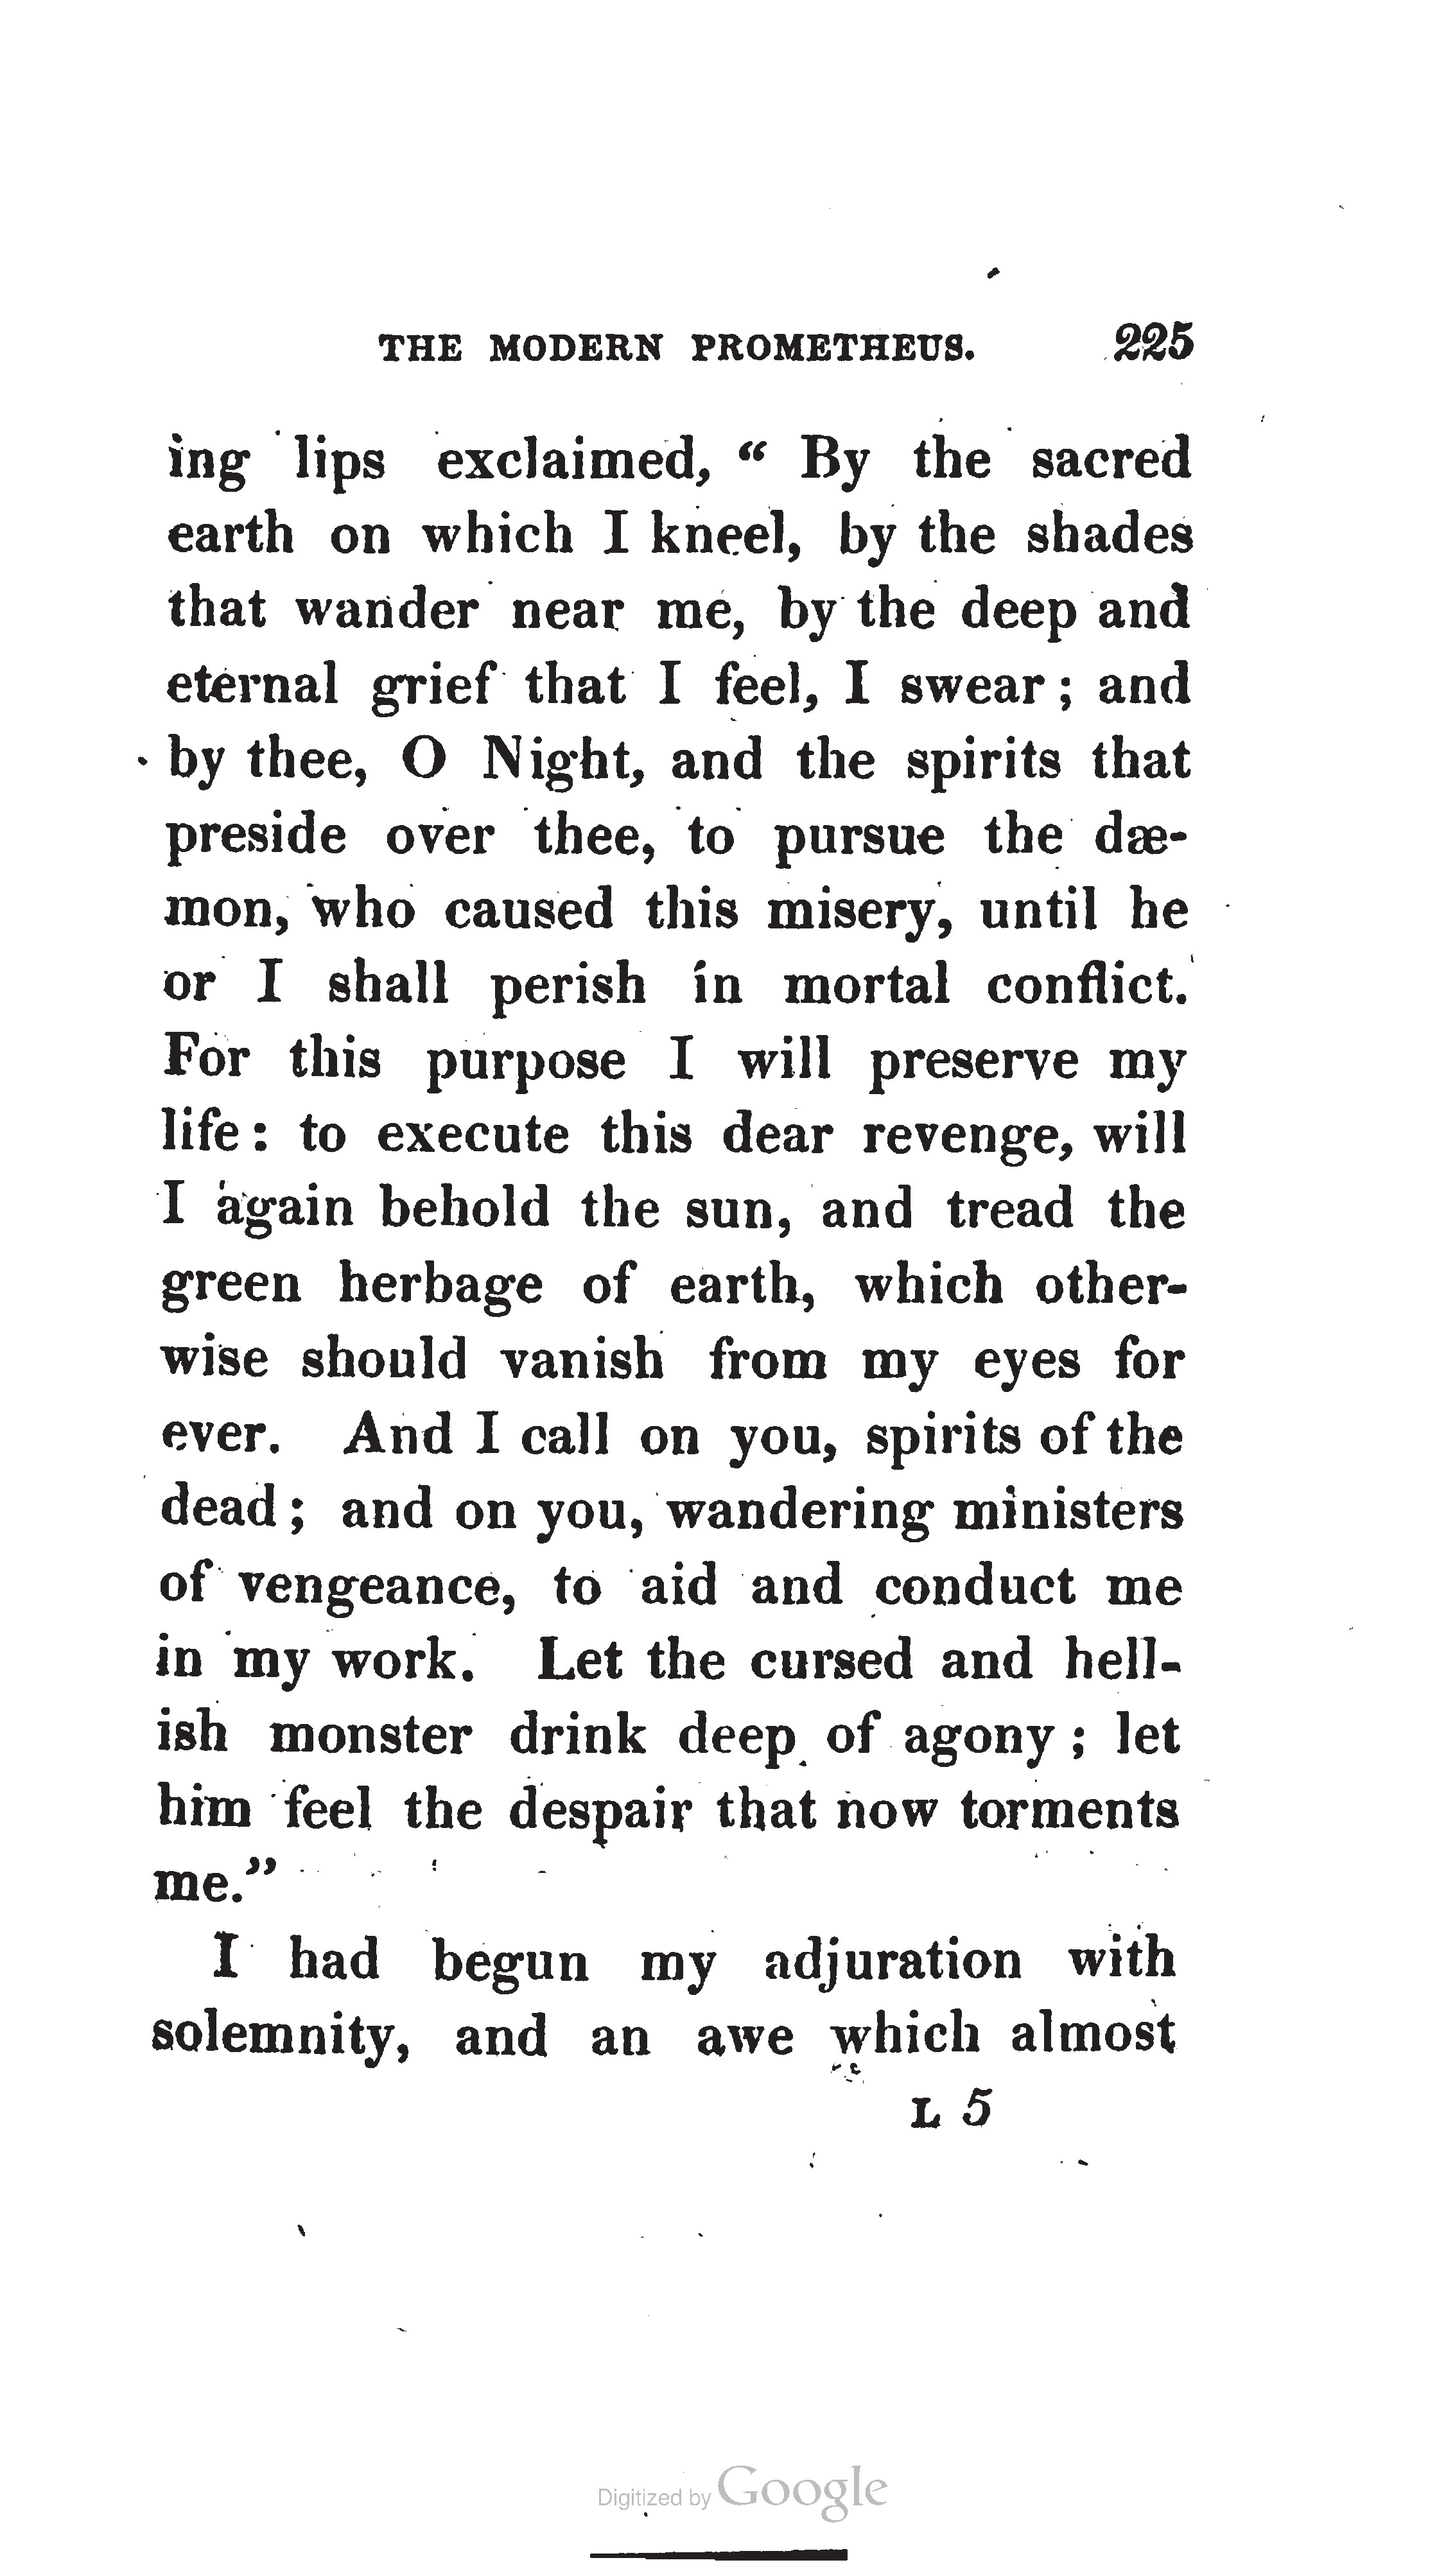 THE MODERN PROMETHEUS. 225
ing lips exclaimed, “ By the sacred
earth on which I kneel, by the shades
that wander near me, by the deep and
eternal grief that I feel, I swear ; and
by thee, O Night, and the spirits that
preside over thee, to pursue the dæ-
mon, who caused this misery, until he
or I shall perish in mortal conflict.
For this purpose I will preserve my
life : to execute this dear revenge, will
I again behold the sun, and tread the
green herbage of earth, which other-
wise should vanish from my eyes for
ever. And I call on you, spirits of the
dead ; and on you, wandering ministers
of vengeance, to aid and conduct me
in my work. Let the cursed and hell-
ish monster drink deep of agony ; let
him feel the despair that now torments
me.”
I had begun my adjuration with
solemnity, and an awe which almost
L 5
Digitized by Google